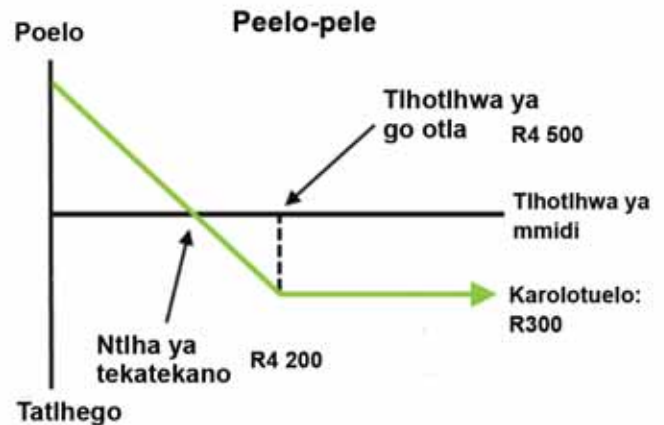 Peelo-pele
Poelo
Tlhotlhwa ya
go otla R4 500
Tlhotlhwa ya
mmidi
Karolotuelo:
R300
Ntlha ya
tekatekano R4 200
Tatlhego